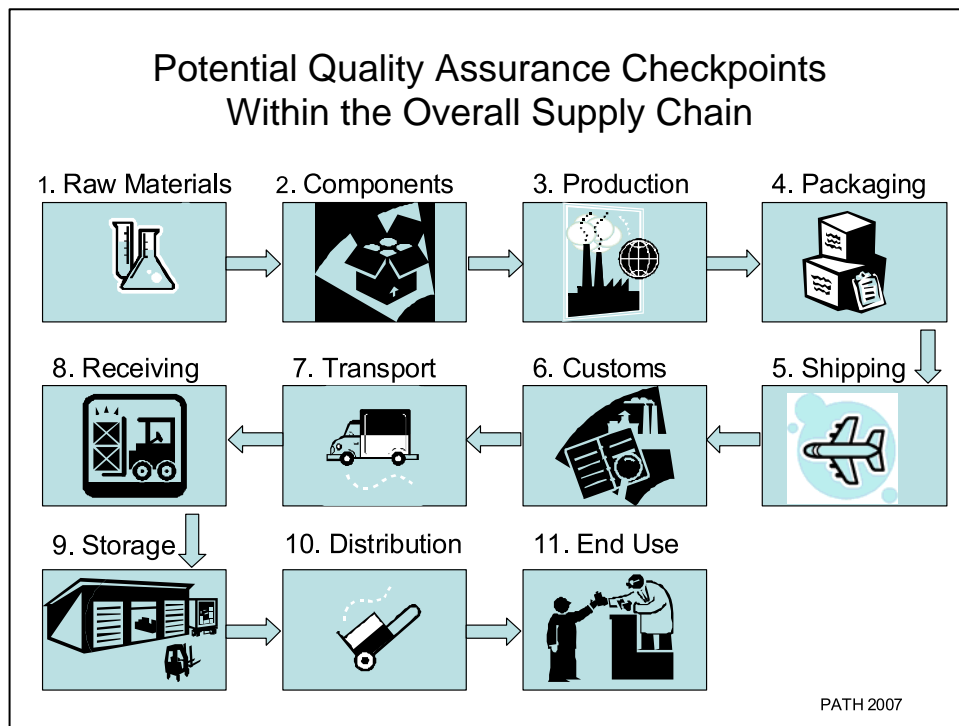 Potential Quality Assurance Checkpoints
Within the Overall Supply Chain
1. Raw Materials
2. Components
3. Production
4. Packaging
8. Receiving
7. Transport
6. Customs
5. Shipping
9. Storage
10. Distribution
11. End Use
PATH 2007